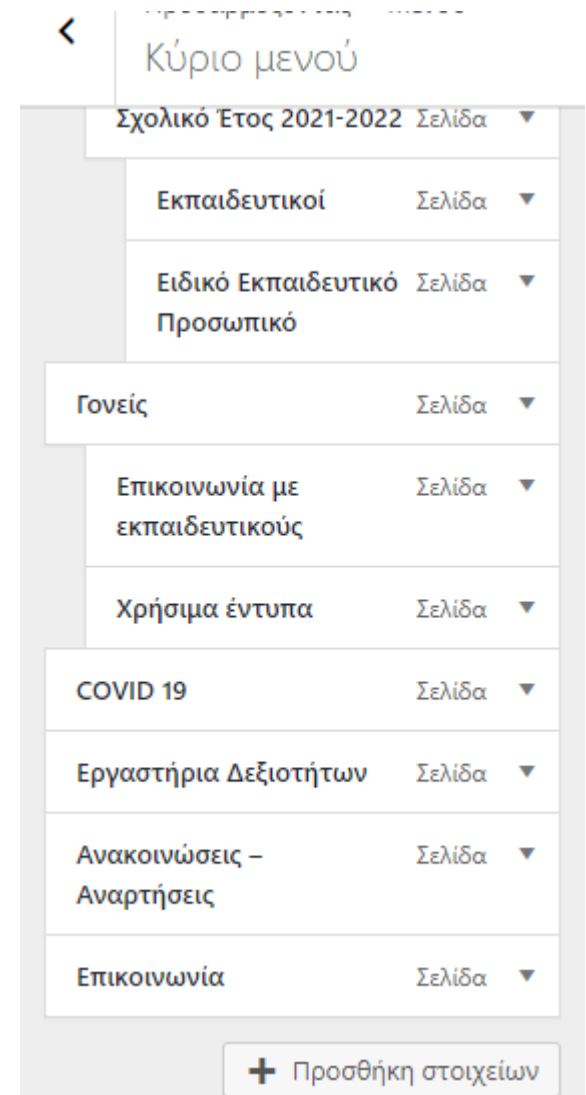 Κύριο μενού
Σχολικό Έτος 2021-2022 Σελίδα
Εκπαιδευτικοί Σελίδα
Ειδικό Εκπαιδευτικό Σελίδα
Προσωπικό
Γονείς Σελίδα
Επικοινωνία με Σελίδα
εκπαιδευτικούς
Χρήσιμα έντυπα Σελίδα
COVID 19 Σελίδα
Εργαστήρια Δεξιοτήτων Σελίδα
Ανακοινώσεις – Σελίδα
Αναρτήσεις
Επικοινωνία Σελίδα
Προσθήκη στοιχείων